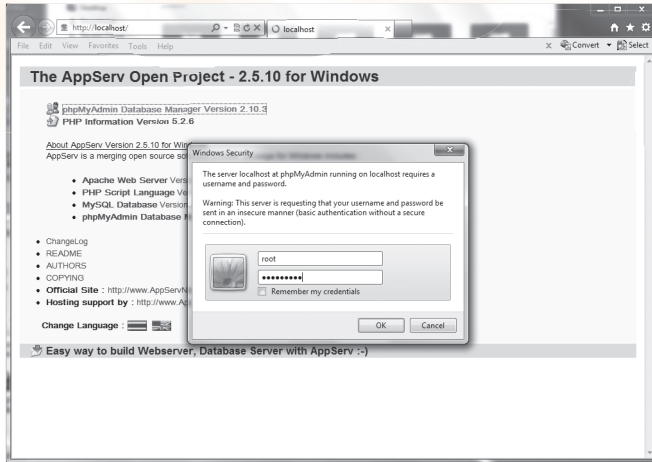 http://localhost/
localhost
File Edit View Favorites Tools Help
x Convert Select
The AppServ Open Project - 2.5.10 for Windows
phpMyAdmin Database Manager Version 2.10.3
PHP Information Version 5.2.6
About AppServ Version 2.5.10 for Win
AppServ is a merging open source so
Apache Web Server Vers
PHP Script Language Ve
MySQL Database Version
phpMyAdmin Database M
ChangeLog
README
AUTHORS
COPYING
Official Site : http://www.AppServN
Hosting support by : http://www.Ap
Change Language :
Easy way to build Webserver, Database Server with AppServ :-)
Windows Security
The server localhost at phpMyAdmin running on localhost requires a
username and password.
Warning: This server is requesting that your username and password be
sent in an insecure manner (basic authentication without a secure
connection).
root
•••••••••
Remember my credentials
OK Cancel